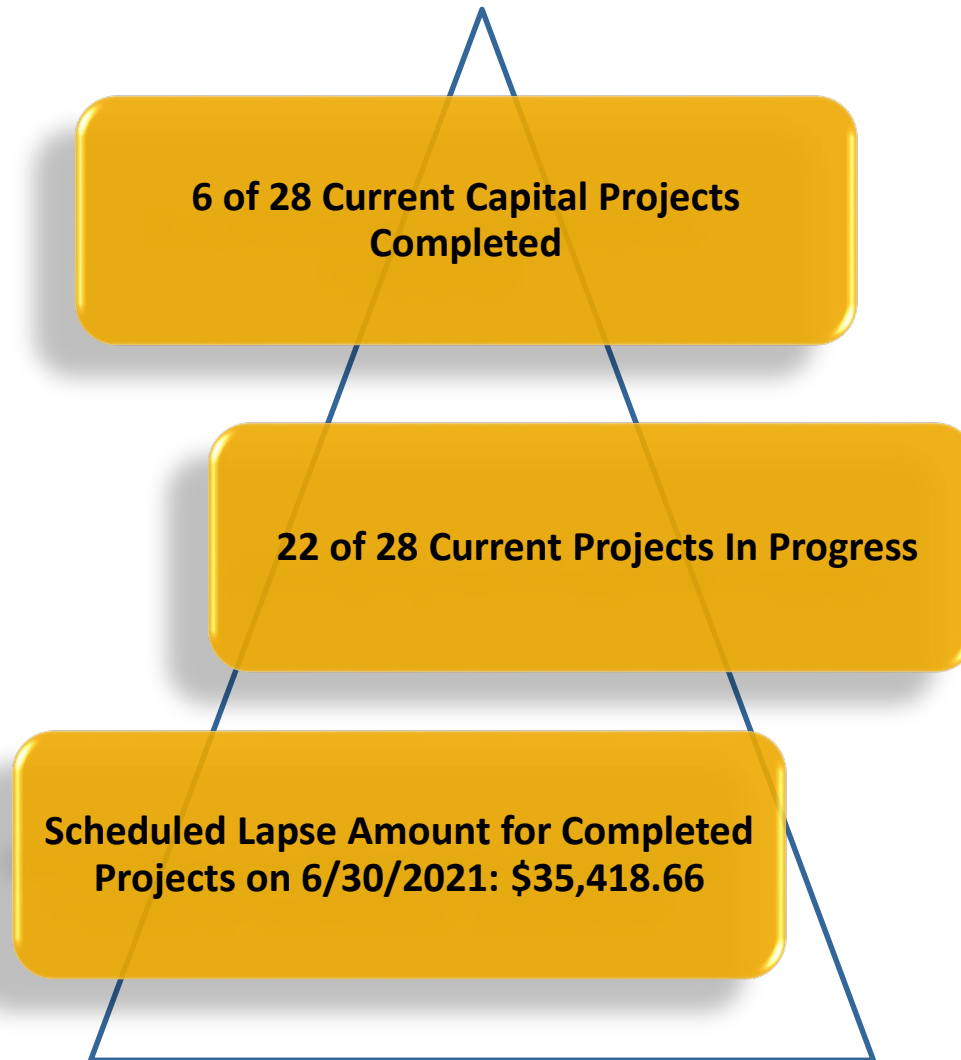 6 of 28 Current Capital Projects
Completed
22 of 28 Current Projects In Progress
Scheduled Lapse Amount for Completed
Projects on 6/30/2021: $35,418.66